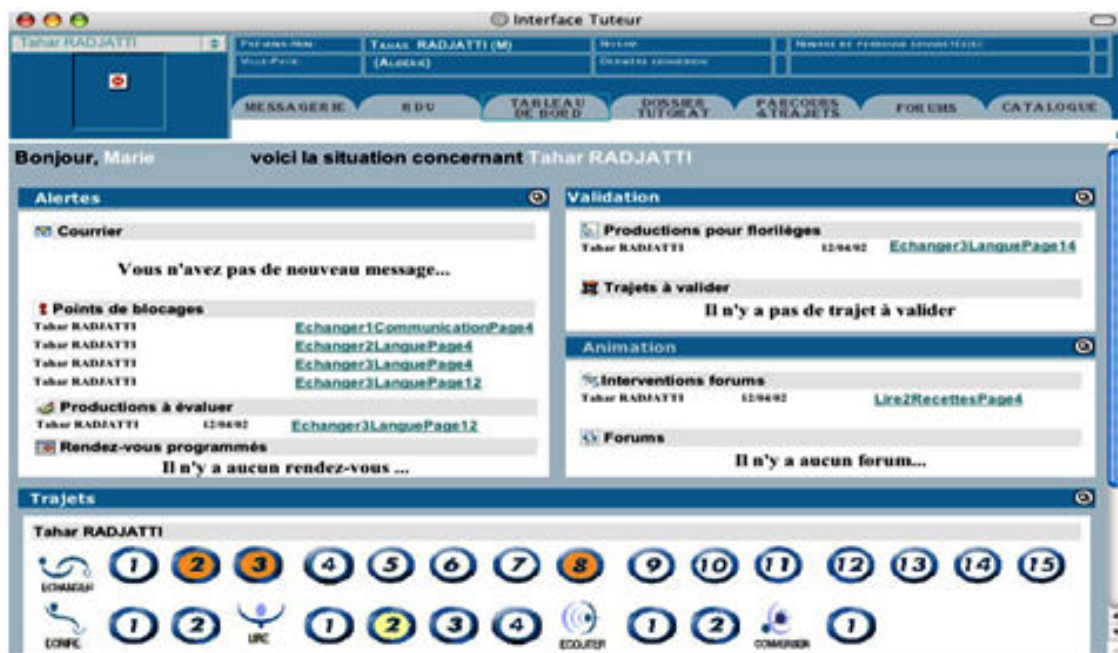 Interface Tuteur
Tahar RADJATTI
TAHAR RADJATTI (M)
(ALGÉRIE)
MESSAGERIE
RDV
TABLEAU DE BORD
DOSSIER TUTORAT
PARCOURS &TRAJETS
FORUMS
CATALOGUE
Bonjour, Marie voici la situation concernant Tahar RADJATTI
Alertes
Courrier
Vous n'avez pas de nouveau message...
Points de blocages
Tahar RADJATTI Echanger1CommunicationPage4
Tahar RADJATTI Echanger2LanguePage4
Tahar RADJATTI Echanger3LanguePage4
Tahar RADJATTI Echanger3LanguePage12
Productions à évaluer
Tahar RADJATTI 12/04/02 Echanger3LanguePage12
Rendez-vous programmés
Il n'y a aucun rendez-vous ...
Validation
Productions pour florilèges
Tahar RADJATTI 12/04/02 Echanger3LanguePage14
Trajets à valider
Il n'y a pas de trajet à valider
Animation
Interventions forums
Tahar RADJATTI 12/04/02 Lire2RecettesPage4
Forums
Il n'y a aucun forum...
Trajets
Tahar RADJATTI
ECHANGER 1 2 3 4 5 6 7 8 9 10 11 12 13 14 15
ECRIRE 1 2 LIRE 1 2 3 4 ECOUTER 1 2 CONVERSER 1